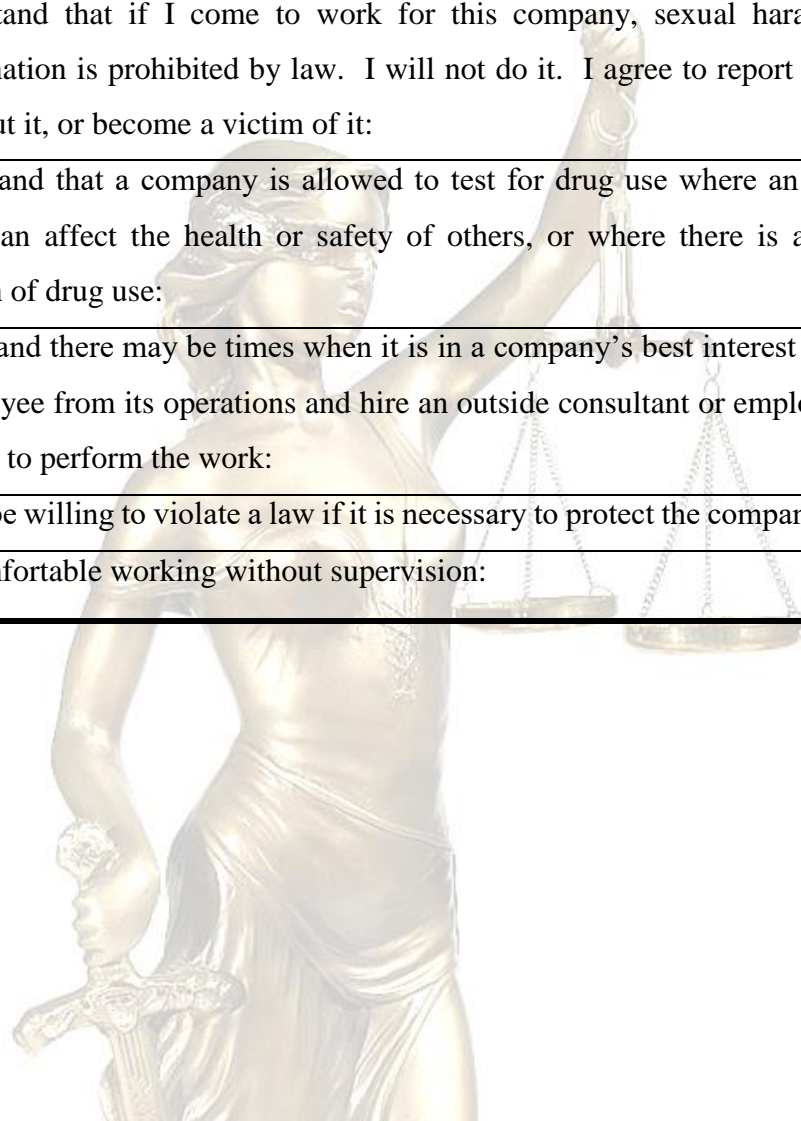 tand that if I come to work for this company, sexual hara
nation is prohibited by law. I will not do it. I agree to report
ut it, or become a victim of it:
and that a company is allowed to test for drug use where an
an affect the health or safety of others, or where there is a
n of drug use:
and there may be times when it is in a company’s best interest
yee from its operations and hire an outside consultant or emplo
to perform the work:
be willing to violate a law if it is necessary to protect the compan
nfortable working without supervision: